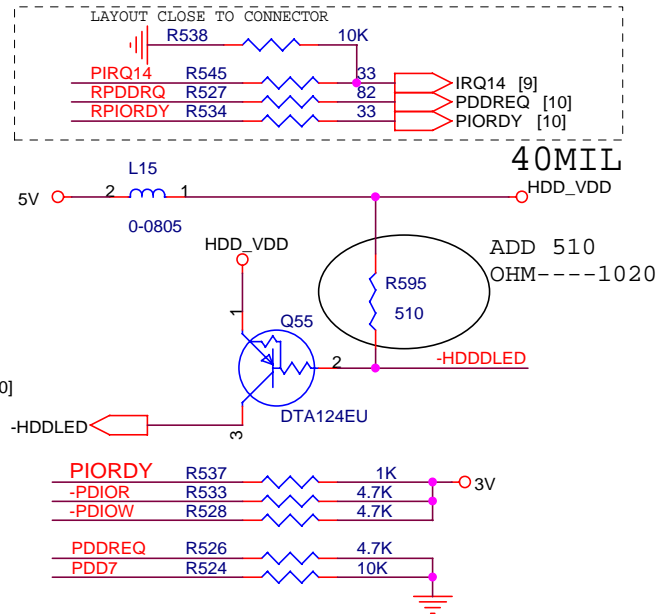 LAYOUT CLOSE TO CONNECTOR
R538 10K
PIRQ14 R545 33 IRQ14 [9]
RPDDRQ R527 82 PDDREQ [10]
RPIORDY R534 33 PIORDY [10]
40MIL
L15
5V 2 1 HDD_VDD
0-0805
HDD_VDD
ADD 510
OHM----1020
R595
510
1
Q55
2 -HDDDLED
0]
DTA124EU
-HDDLED
3
PIORDY R537 1K 3V
-PDIOR R533 4.7K
-PDIOW R528 4.7K
PDDREQ R526 4.7K
PDD7 R524 10K